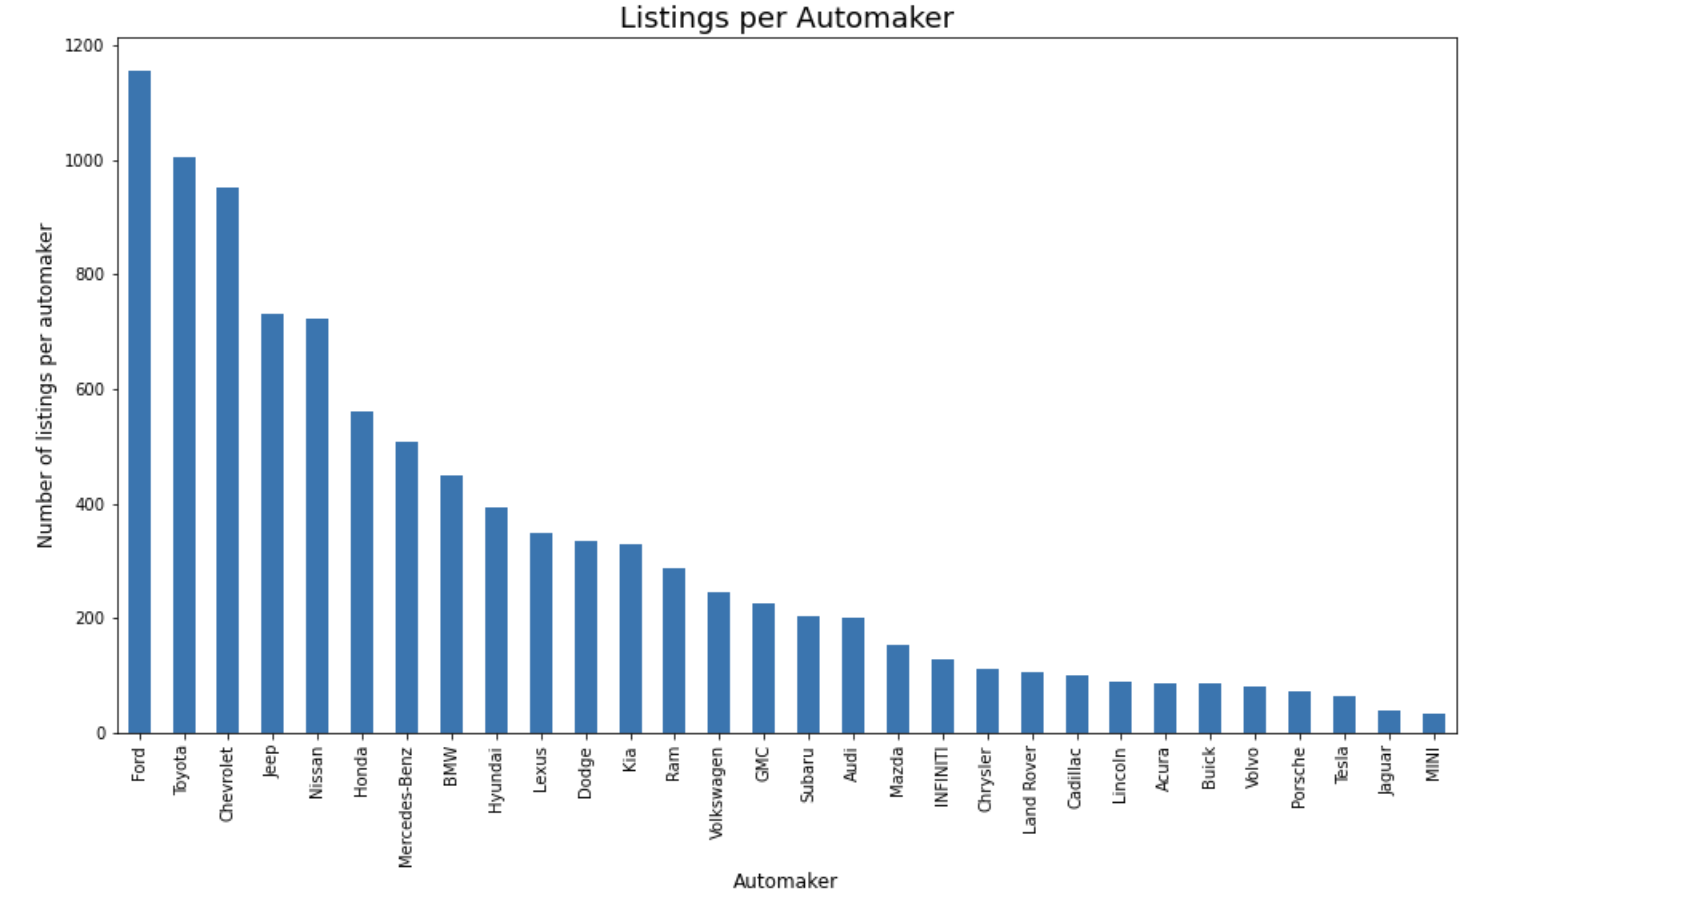 Listings per Automaker
1200
1000
800
600
400
200
0
Number of listings per automaker
Ford
Toyota
Chevrolet
Jeep
Nissan
Honda
Mercedes-Benz
BMW
Hyundai
Lexus
Dodge
Kia
Ram
Volkswagen
GMC
Subaru
Audi
Mazda
INFINITI
Chrysler
Land Rover
Cadillac
Lincoln
Acura
Buick
Volvo
Porsche
Tesla
Jaguar
MINI
Automaker